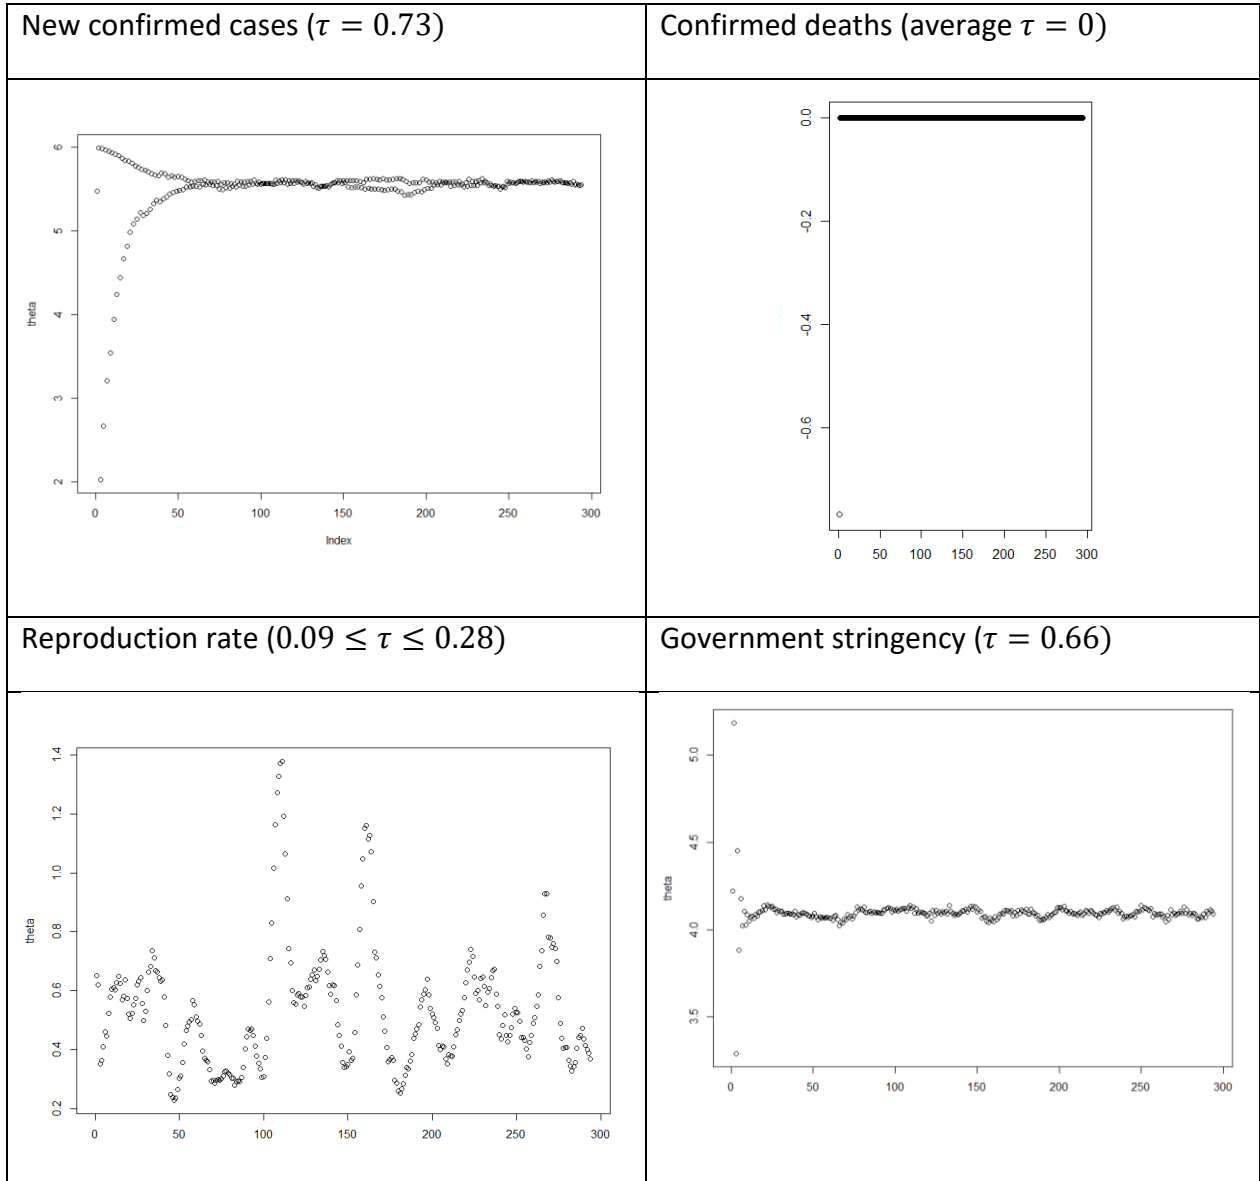 New confirmed cases (τ = 0.73)
Confirmed deaths (average τ = 0)
6
5
4
3
2
theta
0 50 100 150 200 250 300
Index
0.0
-0.2
-0.4
-0.6
0 50 100 150 200 250 300
Reproduction rate (0.09 ≤ τ ≤ 0.28)
Government stringency (τ = 0.66)
1.4
1.2
1.0
0.8
0.6
0.4
0.2
theta
0 50 100 150 200 250 300
5.0
4.5
4.0
3.5
theta
0 50 100 150 200 250 300